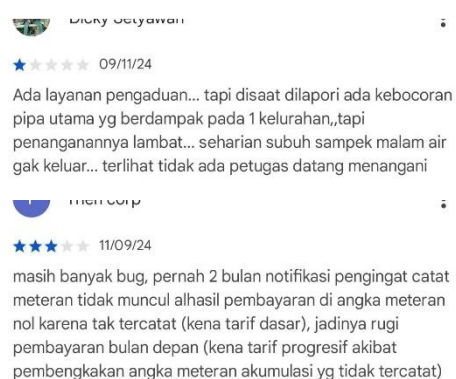 Dicky Setyawan
09/11/24
Ada layanan pengaduan... tapi disaat dilapori ada kebocoran
pipa utama yg berdampak pada 1 kelurahan,,tapi
penanganannya lambat... seharian subuh sampek malam air
gak keluar... terlihat tidak ada petugas datang menangani
corp
11/09/24
masih banyak bug, pernah 2 bulan notifikasi pengingat catat
meteran tidak muncul alhasil pembayaran di angka meteran
nol karena tak tercatat (kena tarif dasar), jadinya rugi
pembayaran bulan depan (kena tarif progresif akibat
pembengkakan angka meteran akumulasi yg tidak tercatat)